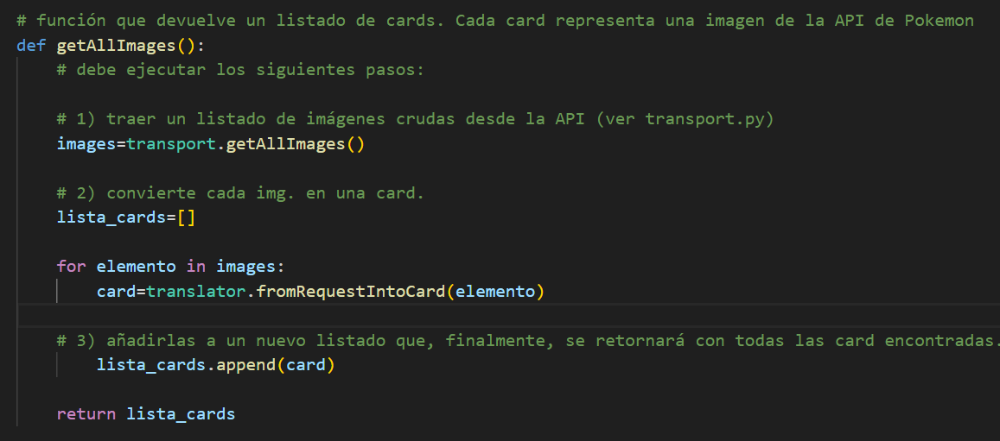 # función que devuelve un listado de cards. Cada card representa una imagen de la API de Pokemon
def getAllImages():
    # debe ejecutar los siguientes pasos:

    # 1) traer un listado de imágenes crudas desde la API (ver transport.py)
    images=transport.getAllImages()

    # 2) convierte cada img. en una card.
    lista_cards=[]

    for elemento in images:
        card=translator.fromRequestIntoCard(elemento)

    # 3) añadirlas a un nuevo listado que, finalmente, se retornará con todas las card encontradas.
        lista_cards.append(card)

    return lista_cards